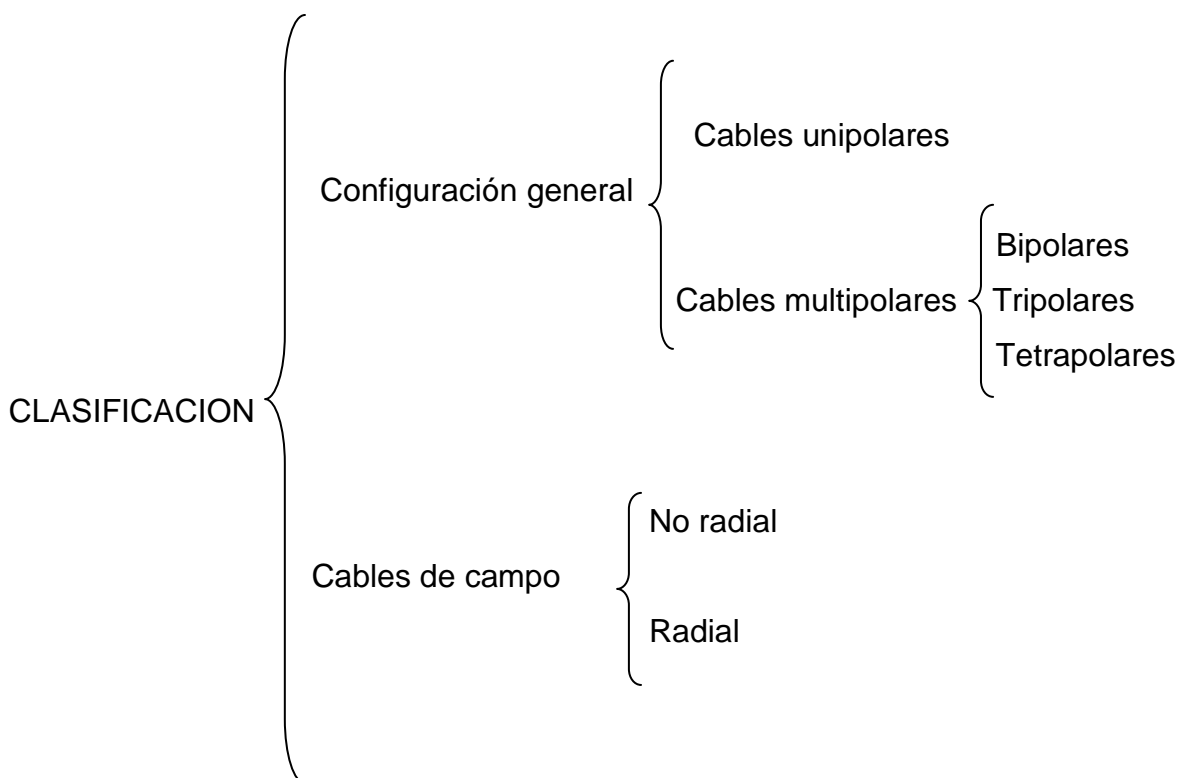 CLASIFICACION
Configuración general
Cables unipolares
Cables multipolares
Bipolares
Tripolares
Tetrapolares
Cables de campo
No radial
Radial